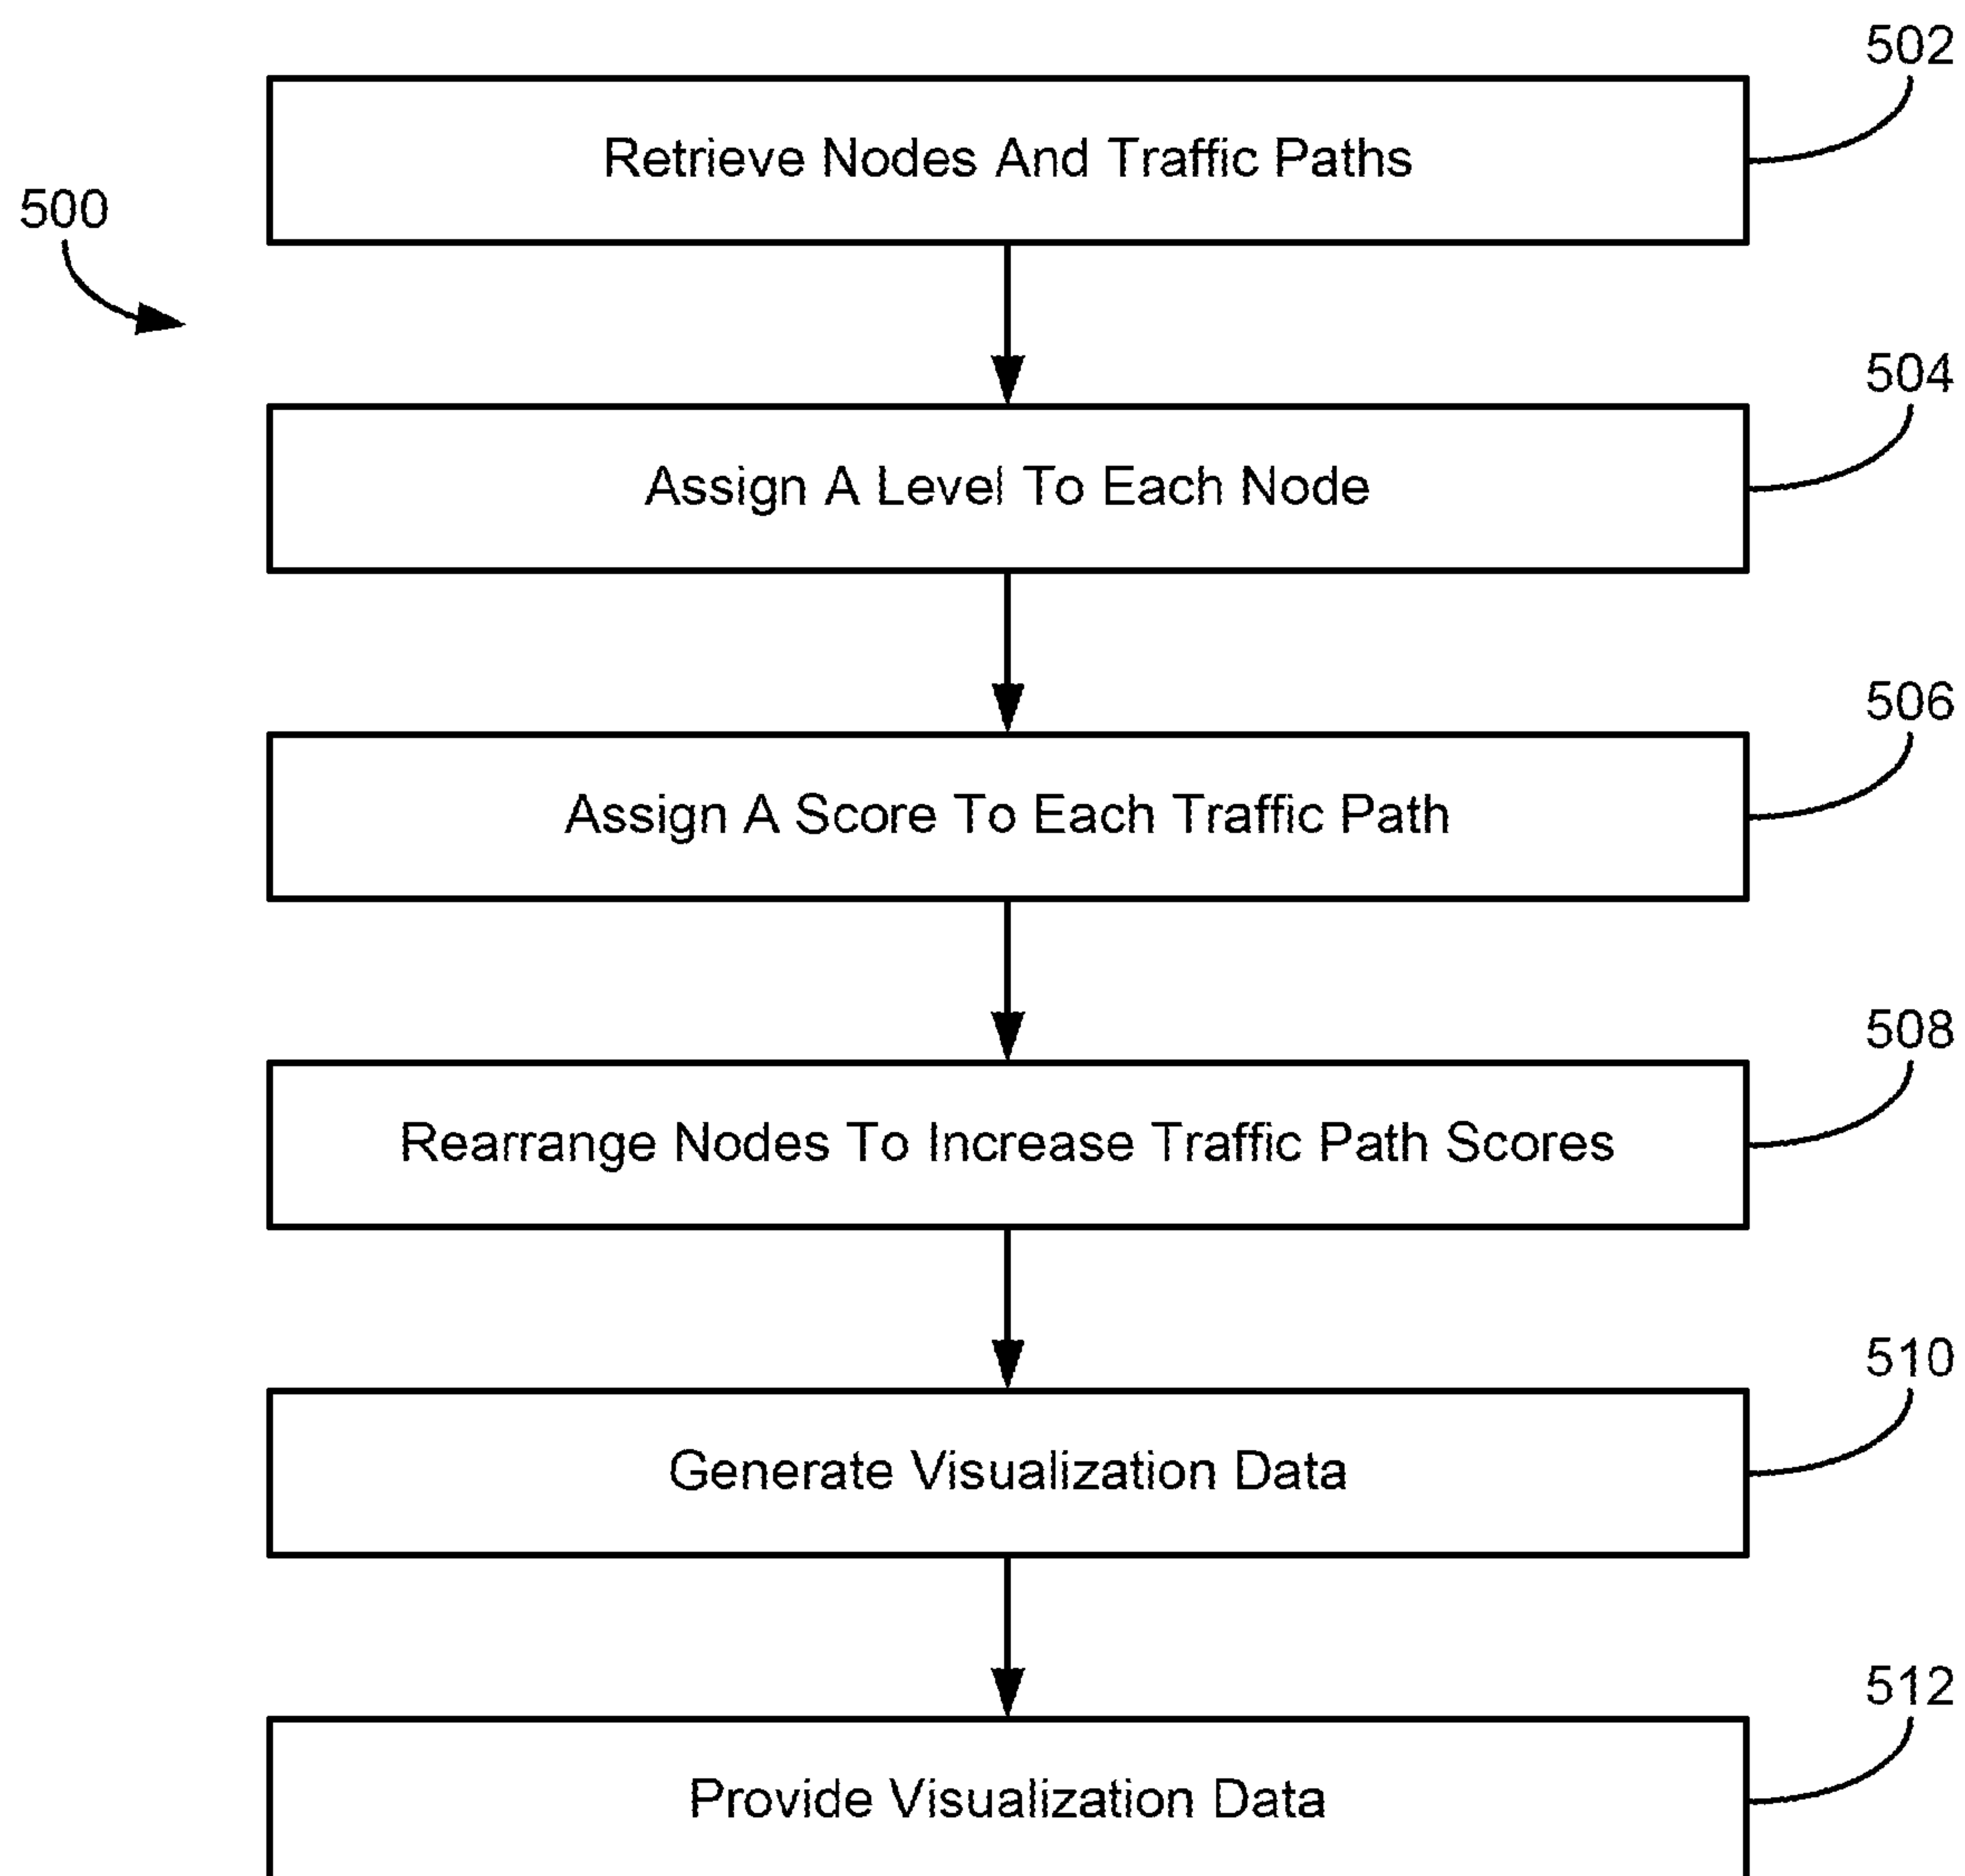 502
Retrieve Nodes And Traffic Paths
500
504
Assign A Level To Each Node
506
Assign A Score To Each Traffic Path
508
Rearrange Nodes To Increase Traffic Path Scores
510
Generate Visualization Data
512
Provide Visualization Data